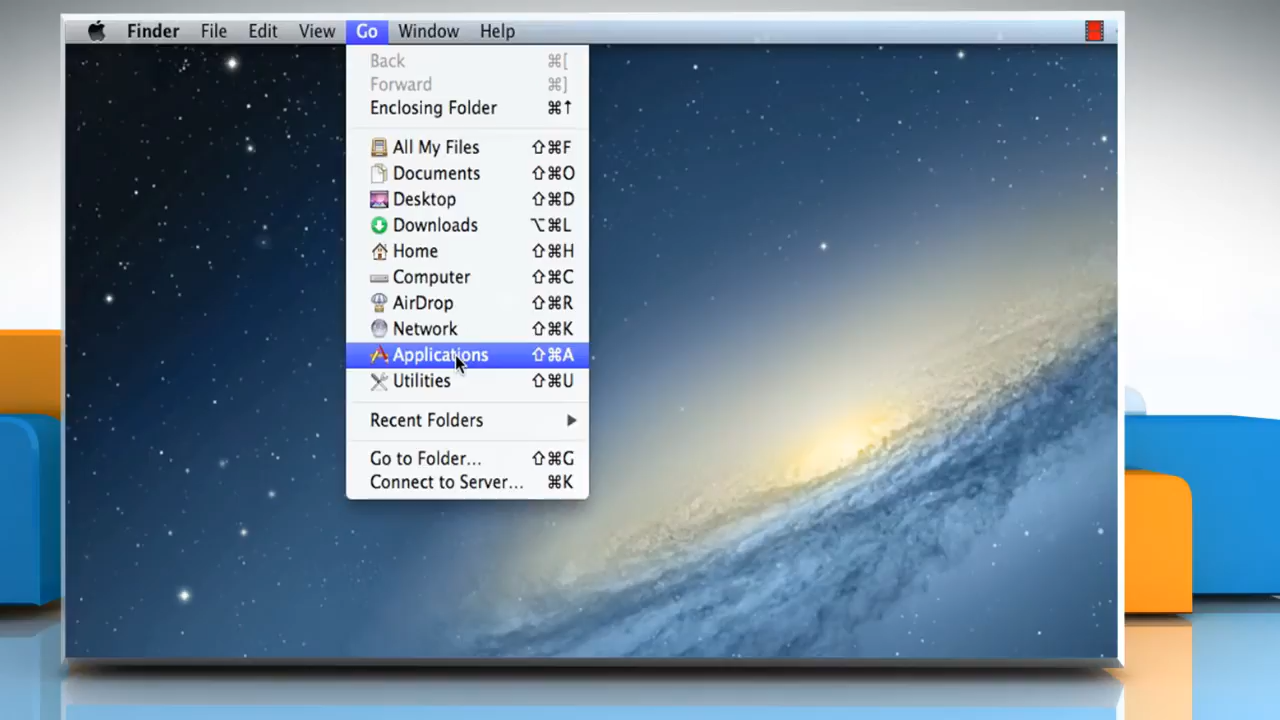 Finder File Edit View Go Window Help
Back ⌘[
Forward ⌘]
Enclosing Folder ⌘↑
All My Files ⇧⌘F
Documents ⇧⌘O
Desktop ⇧⌘D
Downloads ⌥⌘L
Home ⇧⌘H
Computer ⇧⌘C
AirDrop ⇧⌘R
Network ⇧⌘K
Applications ⇧⌘A
Utilities ⇧⌘U
Recent Folders ▶
Go to Folder... ⇧⌘G
Connect to Server... ⌘K